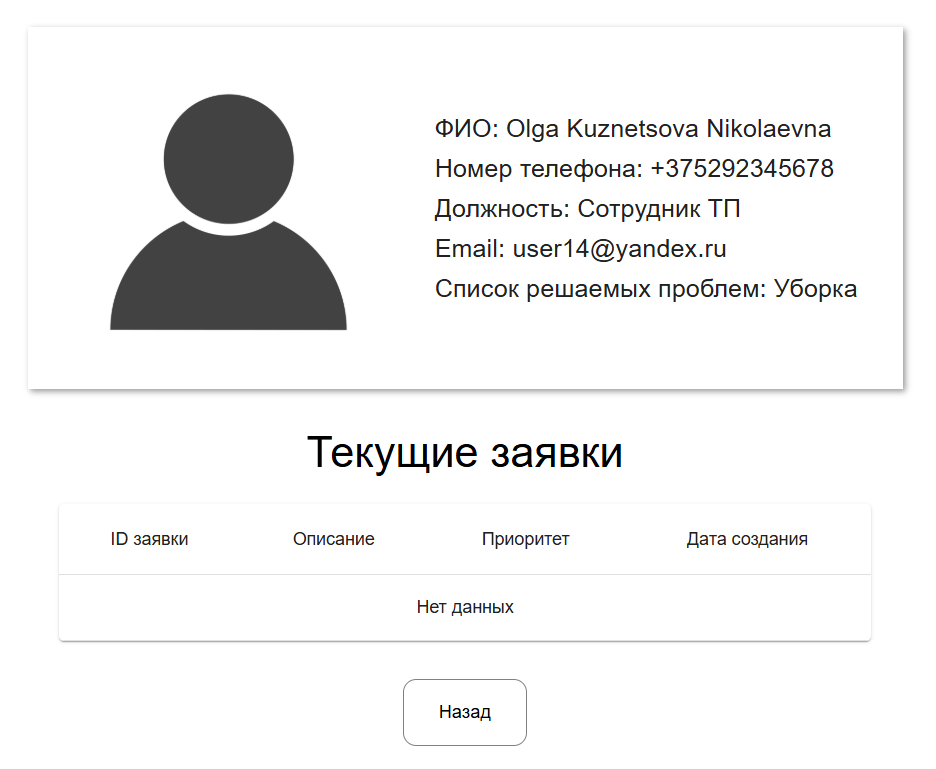 ФИО: Olga Kuznetsova Nikolaevna
Номер телефона: +375292345678
Должность: Сотрудник ТП
Email: user14@yandex.ru
Список решаемых проблем: Уборка
Текущие заявки
ID заявки Описание Приоритет Дата создания
Нет данных
Назад